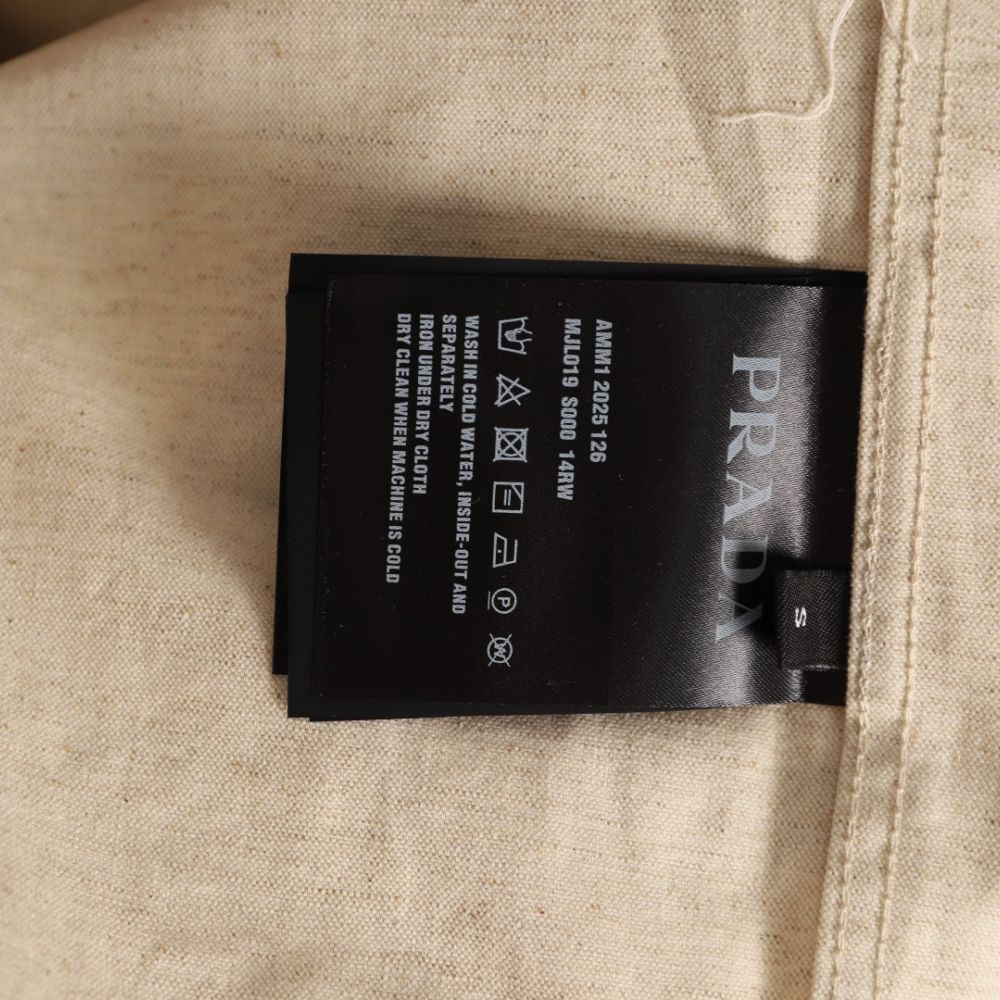 PRADA
S
AMM1 2025 126
MJL019 S000 14RW
P
W
WASH IN COLD WATER, INSIDE-OUT AND
SEPARATELY
IRON UNDER DRY CLOTH
DRY CLEAN WHEN MACHINE IS COLD